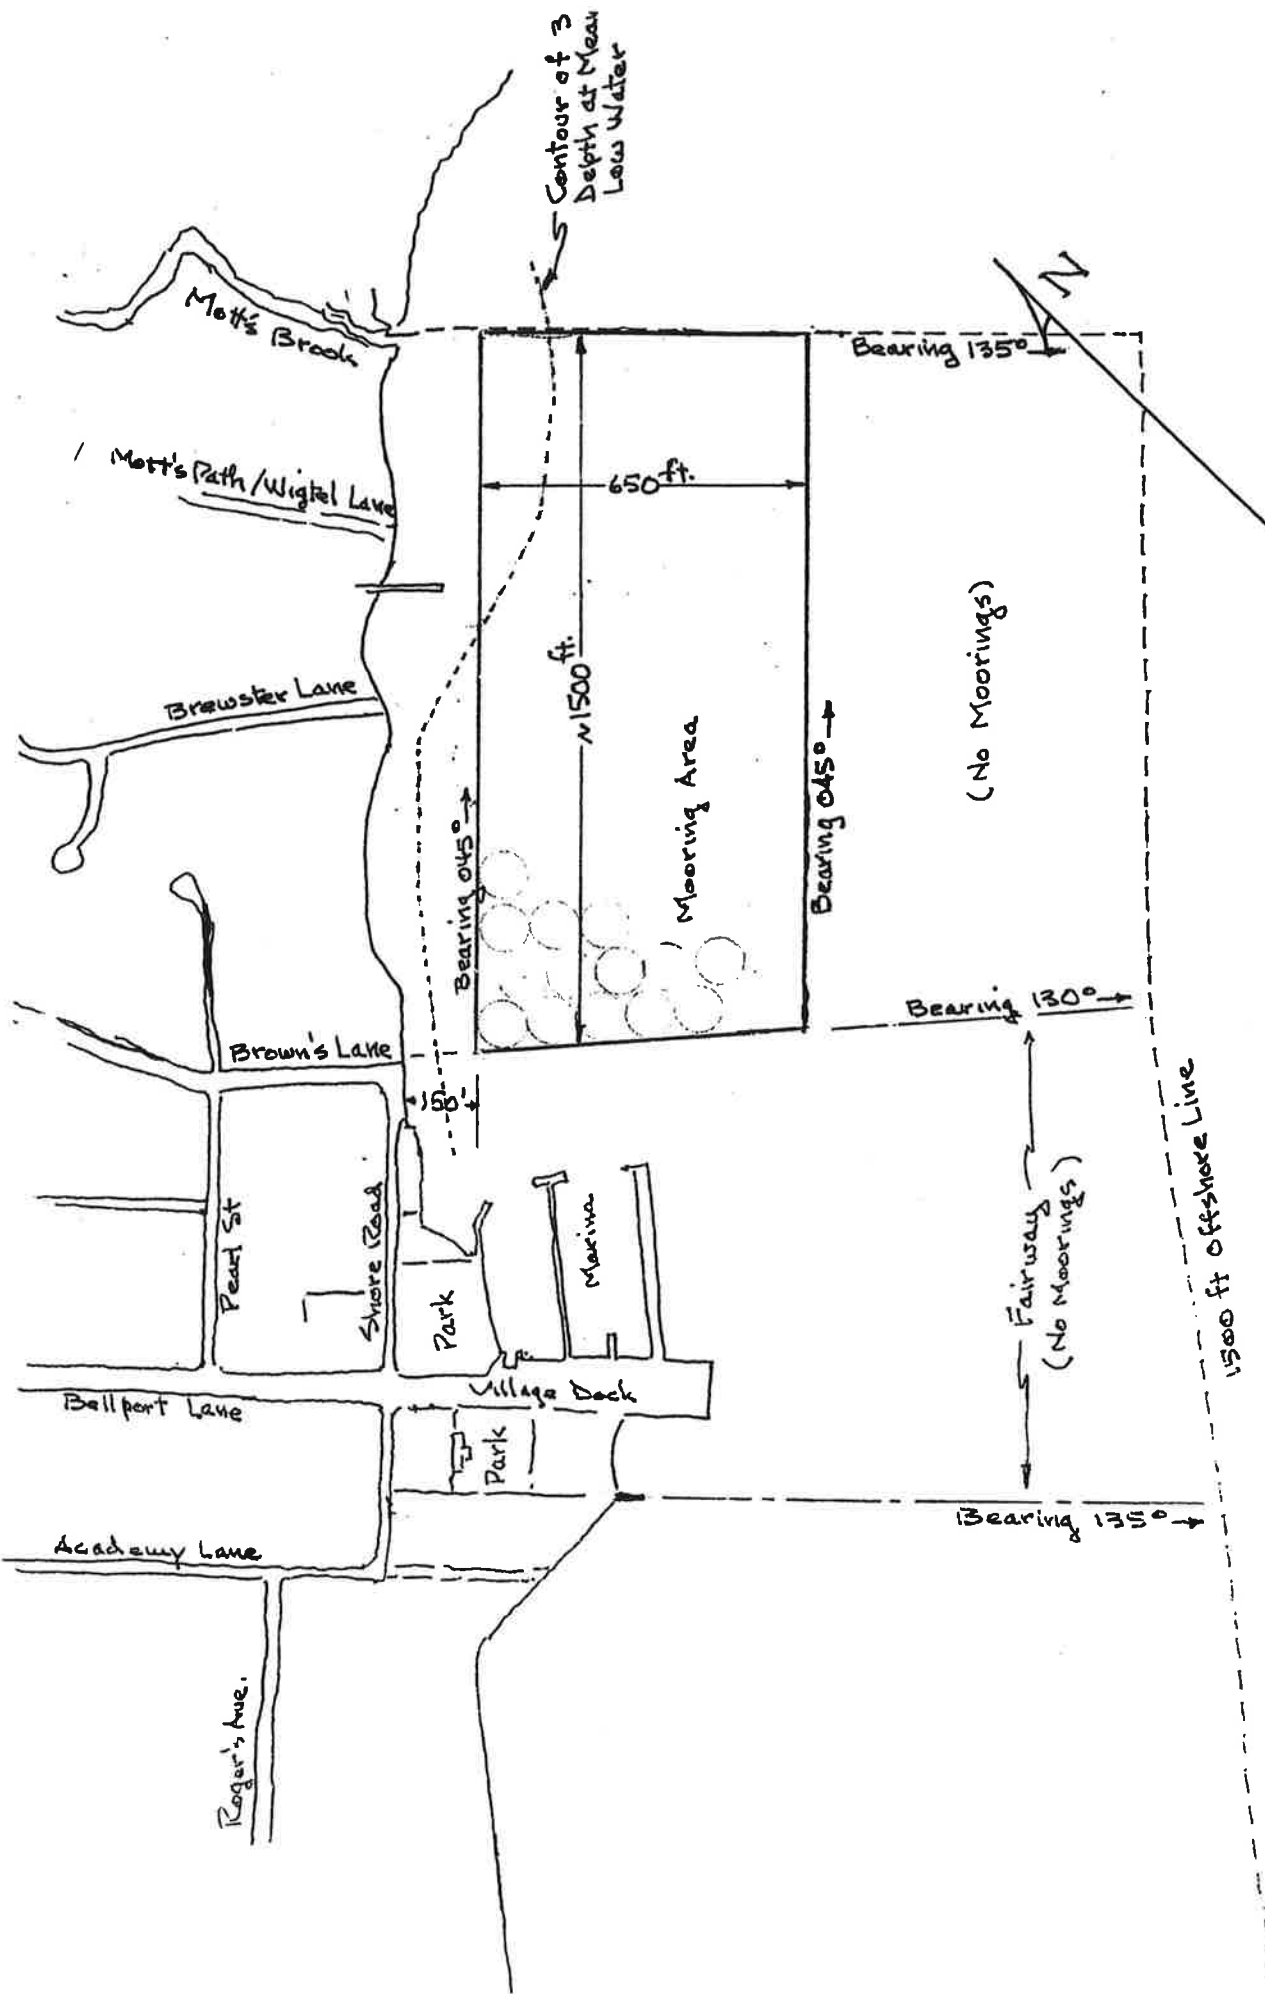 Contour of 3
Depth at Mean
Low Water
Mott's
Brook
N
Bearing 135°
Mott's Path/Wigtel Lane
650 ft.
Brewster Lane
~1500 ft.
(No Moorings)
Bearing 045°
Mooring Area
Bearing 045°
Brown's Lane
Bearing 130°
150'
Pearl St
Shore Road
Park
Marina
Fairway
(No Moorings)
1500 ft offshore Line
Bellport Lane
Village Dock
Park
Bearing 135°
Academy Lane
Roger's Ave.